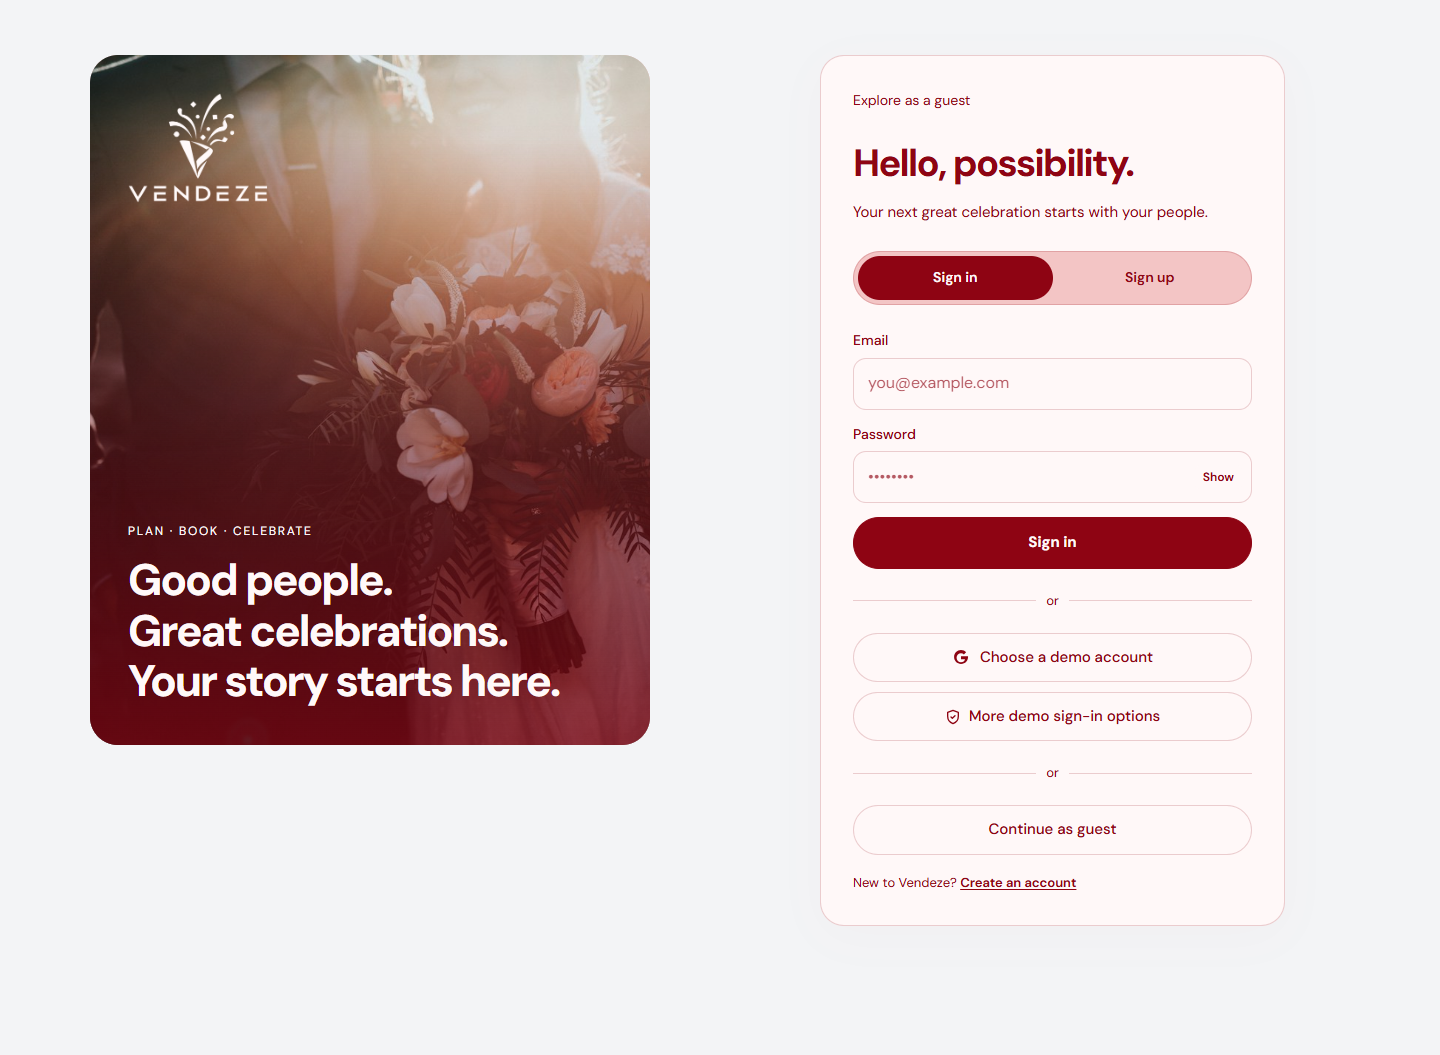 VENDEZE
PLAN · BOOK · CELEBRATE
Good people.
Great celebrations.
Your story starts here.
Explore as a guest
Hello, possibility.
Your next great celebration starts with your people.
Sign in
Sign up
Email
you@example.com
Password
••••••••
Show
Sign in
or
Choose a demo account
More demo sign-in options
or
Continue as guest
New to Vendeze? Create an account